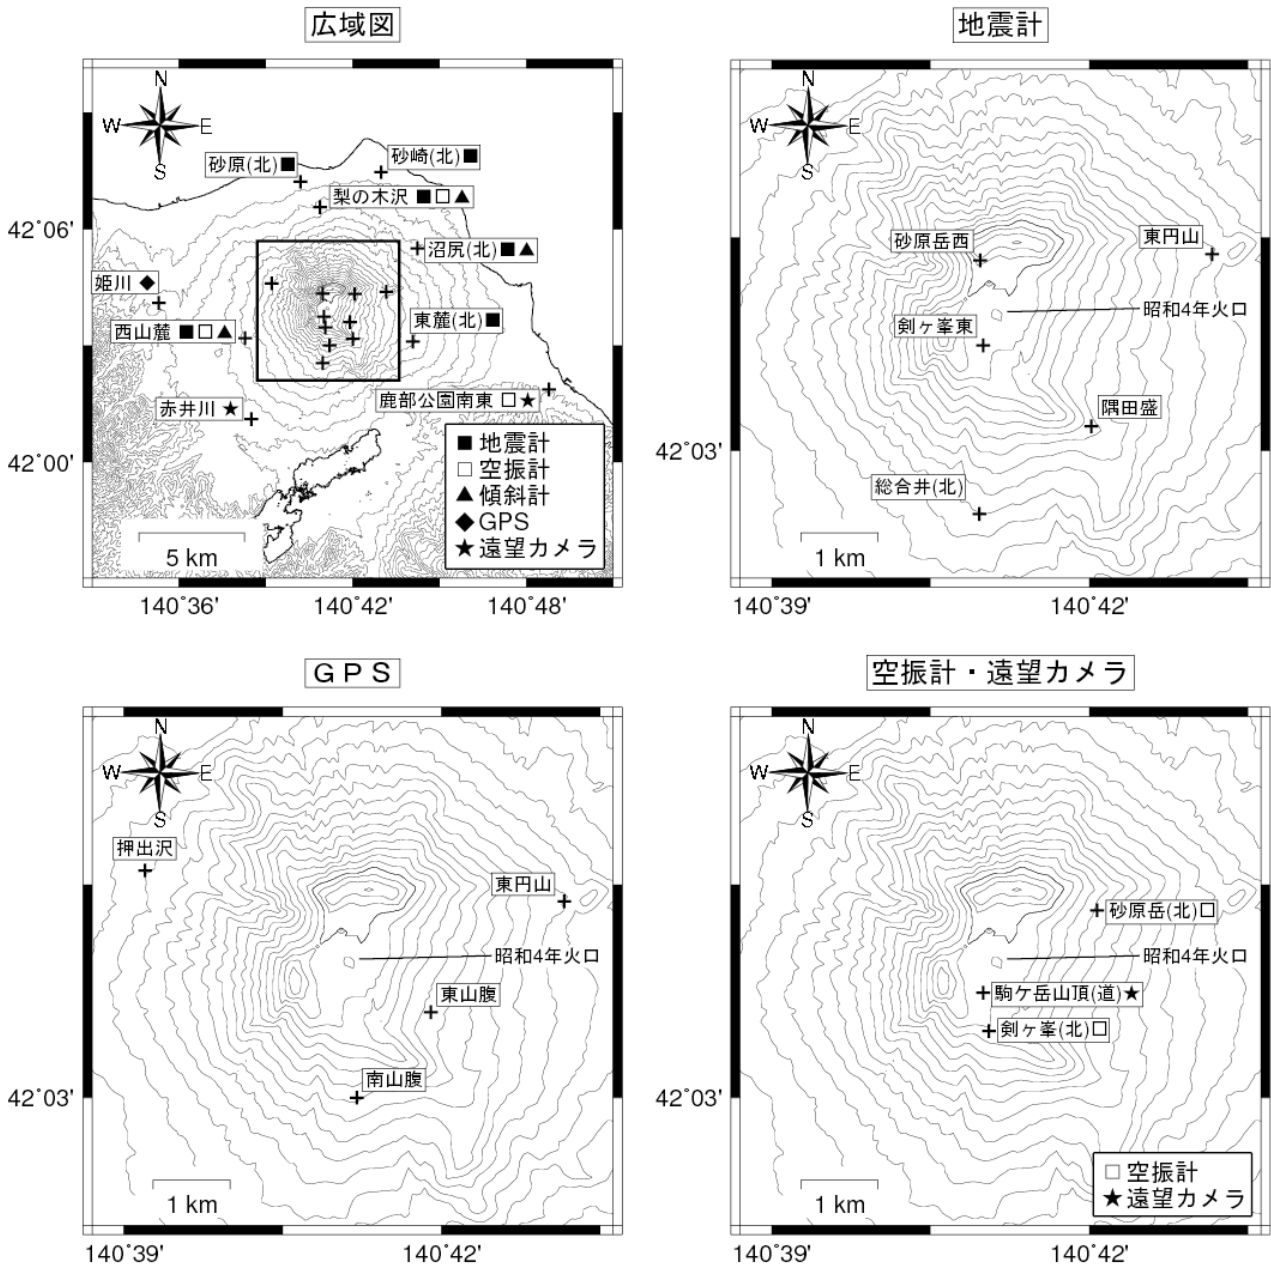 広域図
N
W E
S
砂原(北)■
砂崎(北)■
梨の木沢 ■□▲
42°06'
沼尻(北)■▲
姫川 ◆
西山麓 ■□▲
東麓(北)■
赤井川 ★
鹿部公園南東 □★
42°00'
■ 地震計
□ 空振計
▲ 傾斜計
◆ GPS
★ 遠望カメラ
5 km
140°36' 140°42' 140°48'
地震計
N
W E
S
砂原岳西
東円山
昭和4年火口
剣ヶ峯東
隅田盛
42°03'
総合井(北)
1 km
140°39' 140°42'
GPS
N
W E
S
押出沢
東円山
昭和4年火口
東山腹
南山腹
42°03'
1 km
140°39' 140°42'
空振計・遠望カメラ
N
W E
S
砂原岳(北)□
昭和4年火口
駒ケ岳山頂(道)★
剣ヶ峯(北)□
42°03'
1 km
□ 空振計
★ 遠望カメラ
140°39' 140°42'